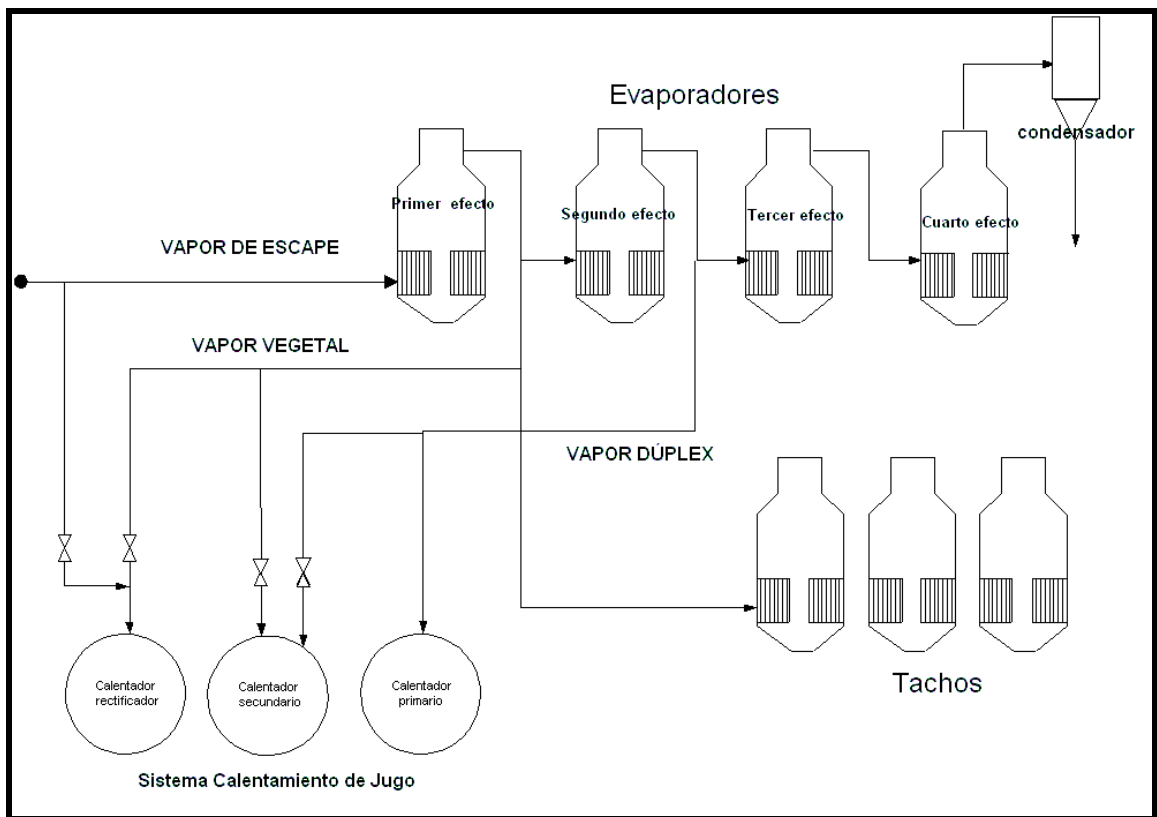 Evaporadores
condensador
Primer efecto
Segundo efecto
Tercer efecto
Cuarto efecto
VAPOR DE ESCAPE
VAPOR VEGETAL
VAPOR DÚPLEX
Calentador
rectificador
Calentador
secundario
Calentador
primario
Tachos
Sistema Calentamiento de Jugo